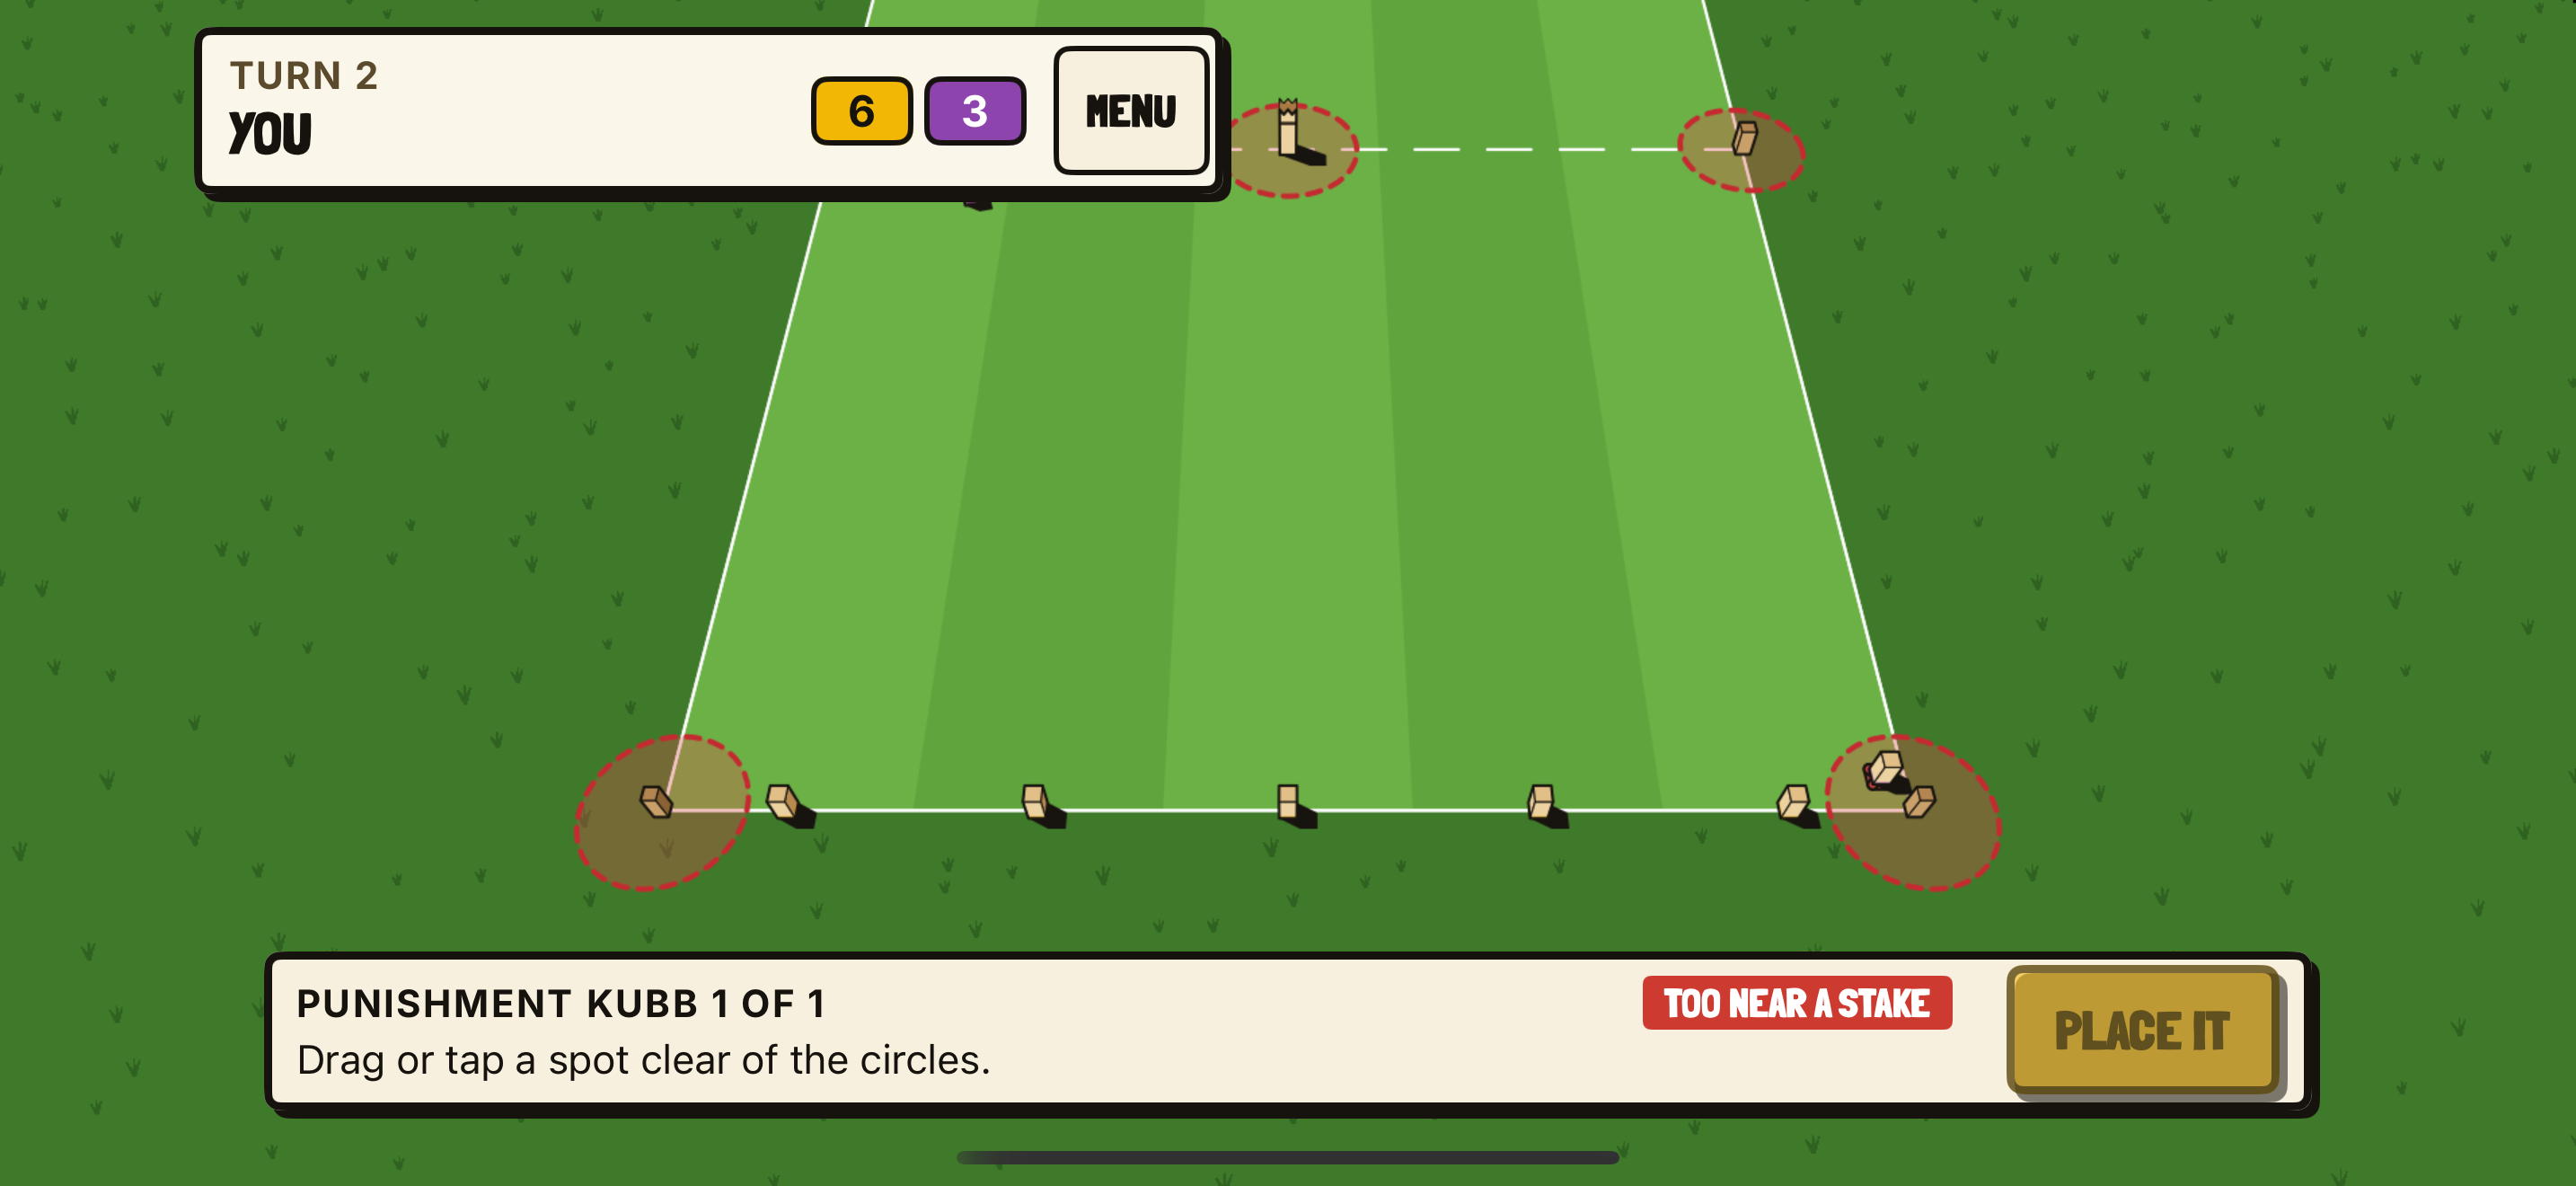 TURN 2
YOU
6 3
MENU
PUNISHMENT KUBB 1 OF 1
TOO NEAR A STAKE
PLACE IT
Drag or tap a spot clear of the circles.